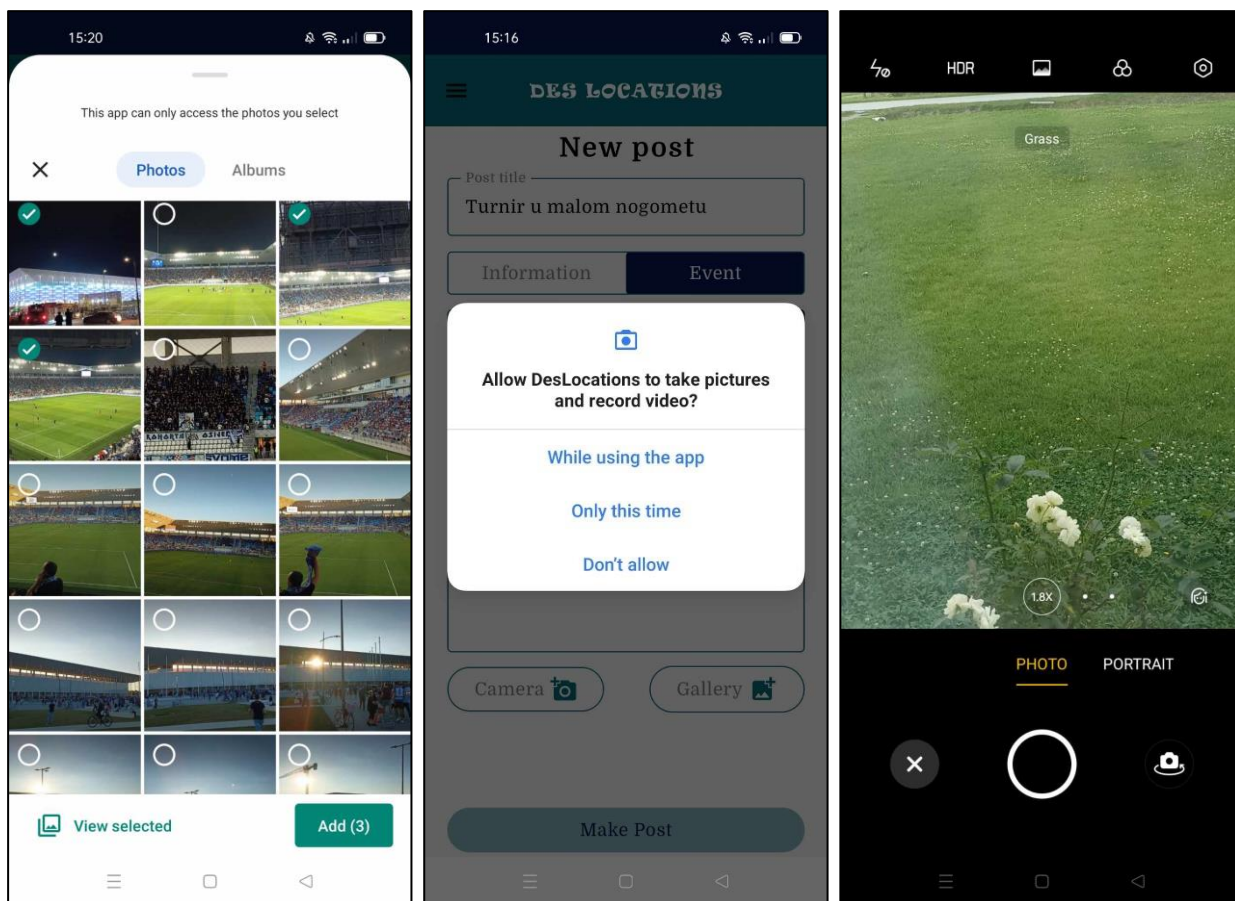 15:20
This app can only access the photos you select
Photos
Albums
View selected
Add (3)
15:16
DES LOCATIONS
New post
Post title
Turnir u malom nogometu
Information
Event
Allow DesLocations to take pictures
and record video?
While using the app
Only this time
Don't allow
Camera
Gallery
Make Post
HDR
Grass
1.8X
PHOTO
PORTRAIT